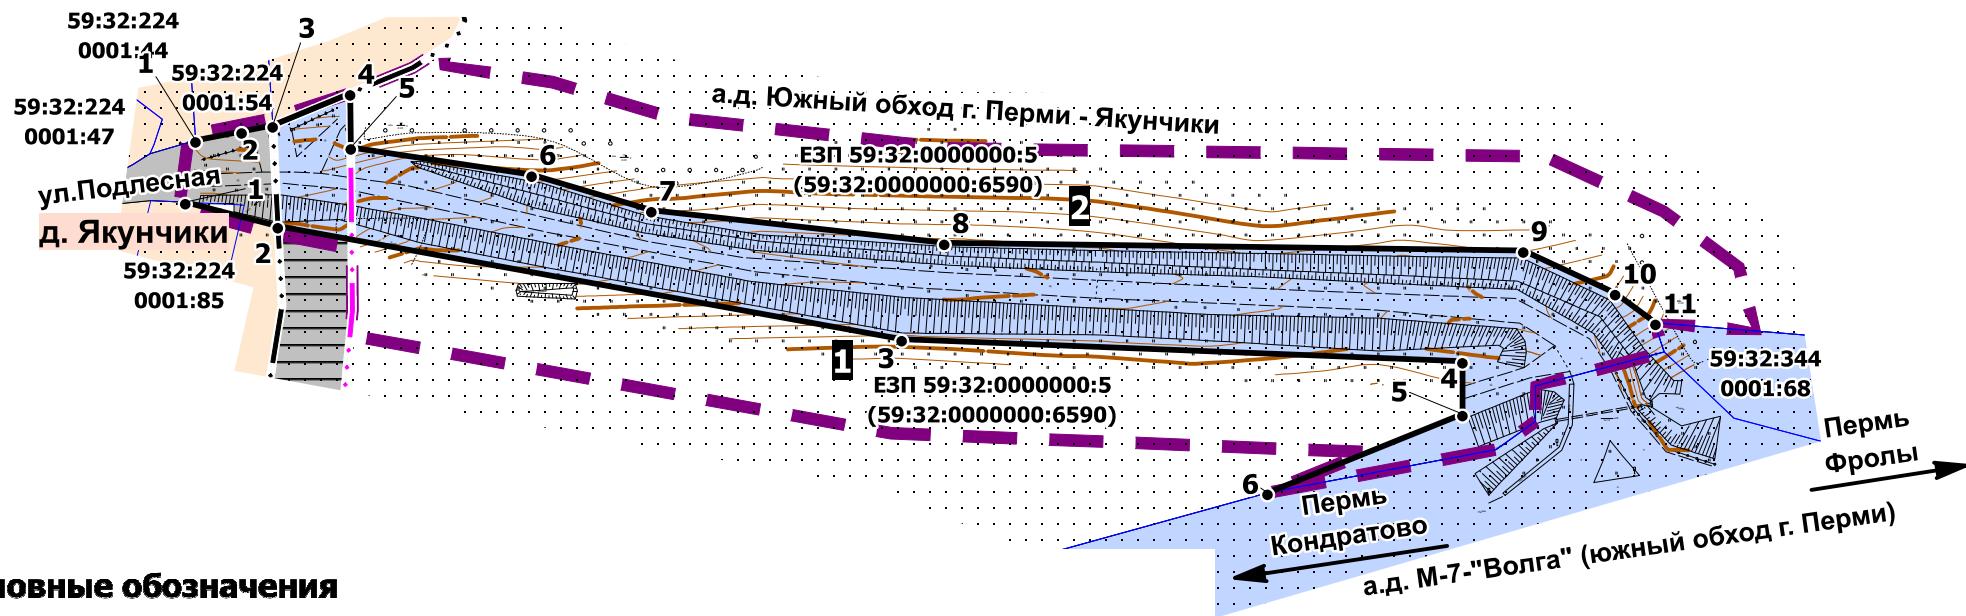 59:32:224
0001:44
3
1
59:32:224
0001:54
4
5
59:32:224
0001:47
а.д. Южный обход г. Перми - Якунчики
2
6
ЕЗП 59:32:0000000:5
(59:32:0000000:6590)
ул.Подлесная
1
7
2
8
9
д. Якунчики
2
59:32:224
0001:85
10
11
1
3
ЕЗП 59:32:0000000:5
(59:32:0000000:6590)
4
5
59:32:344
0001:68
Пермь
Фролы
6
Пермь
Кондратово
а.д. М-7-"Волга" (южный обход г. Перми)
ловные обозначения